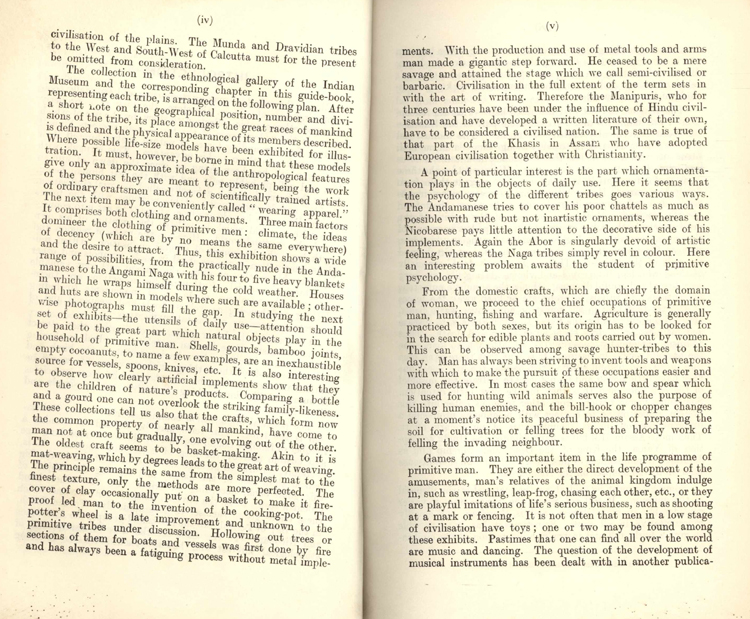 (iv)
civilisation of the plains. The Munda and Dravidian tribes
to the West and South-West of Calcutta must for the present
be omitted from consideration.
The collection in the ethnological gallery of the Indian
Museum and the corresponding chapter in this guide-book,
representing each tribe, is arranged on the following plan. After
a short note on the geographical position, number and divi-
sions of the tribe, its place amongst the great races of mankind
is defined and the physical appearance of its members described.
Where possible life-size models have been exhibited for illus-
tration. It must, however, be borne in mind that these models
give only an approximate idea of the anthropological features
of the persons they are meant to represent, being the work
of ordinary craftsmen and not of scientifically trained artists.
The next item may be conveniently called "wearing apparel."
It comprises both clothing and ornaments. Three main factors
domineer the clothing of primitive men: climate, the ideas
of decency (which are by no means the same everywhere)
and the desire to attract. Thus, this exhibition shows a wide
range of possibilities, from the practically nude in the Anda-
manese to the Angami Naga with his four to five heavy blankets
in which he wraps himself during the cold weather. Houses
and huts are shown in models where such are available; other-
wise photographs must fill the gap. In studying the next
set of exhibits—the utensils of daily use—attention should
be paid to the great part which natural objects play in the
household of primitive man. Shells, gourds, bamboo joints,
empty cocoanuts, to name a few examples, are an inexhaustible
source for vessels, spoons, knives, etc. It is also interesting
to observe how clearly artificial implements show that they
are the children of nature's products. Comparing a bottle
and a gourd one can not overlook the striking family-likeness.
These collections tell us also that the crafts, which form now
the common property of nearly all mankind, have come to
man not at once but gradually, one evolving out of the other.
The oldest craft seems to be basket-making. Akin to it is
mat-weaving, which by degrees leads to the great art of weaving.
The principle remains the same from the simplest mat to the
finest texture, only the methods are more perfected. The
cover of clay occasionally put on a basket to make it fire-
proof led man to the invention of the cooking-pot. The
potter's wheel is a late improvement and unknown to the
primitive tribes under discussion. Hollowing out trees or
sections of them for boats and vessels was first done by fire
and has always been a fatiguing process without metal imple-
(v)
ments. With the production and use of metal tools and arms
man made a gigantic step forward. He ceased to be a mere
savage and attained the stage which we call semi-civilised or
barbaric. Civilisation in the full extent of the term sets in
with the art of writing. Therefore the Manipuris, who for
three centuries have been under the influence of Hindu civil-
isation and have developed a written literature of their own,
have to be considered a civilised nation. The same is true of
that part of the Khasis in Assam who have adopted
European civilisation together with Christianity.
A point of particular interest is the part which ornamenta-
tion plays in the objects of daily use. Here it seems that
the psychology of the different tribes goes various ways.
The Andamanese tries to cover his poor chattels as much as
possible with rude but not inartistic ornaments, whereas the
Nicobarese pays little attention to the decorative side of his
implements. Again the Abor is singularly devoid of artistic
feeling, whereas the Naga tribes simply revel in colour. Here
an interesting problem awaits the student of primitive
psychology.
From the domestic crafts, which are chiefly the domain
of woman, we proceed to the chief occupations of primitive
man, hunting, fishing and warfare. Agriculture is generally
practiced by both sexes, but its origin has to be looked for
in the search for edible plants and roots carried out by women.
This can be observed among savage hunter-tribes to this
day. Man has always been striving to invent tools and weapons
with which to make the pursuit of these occupations easier and
more effective. In most cases the same bow and spear which
is used for hunting wild animals serves also the purpose of
killing human enemies, and the bill-hook or chopper changes
at a moment's notice its peaceful business of preparing the
soil for cultivation or felling trees for the bloody work of
felling the invading neighbour.
Games form an important item in the life programme of
primitive man. They are either the direct development of the
amusements, man's relatives of the animal kingdom indulge
in, such as wrestling, leap-frog, chasing each other, etc., or they
are playful imitations of life's serious business, such as shooting
at a mark or fencing. It is not often that men in a low stage
of civilisation have toys; one or two may be found among
these exhibits. Pastimes that one can find all over the world
are music and dancing. The question of the development of
musical instruments has been dealt with in another publica-